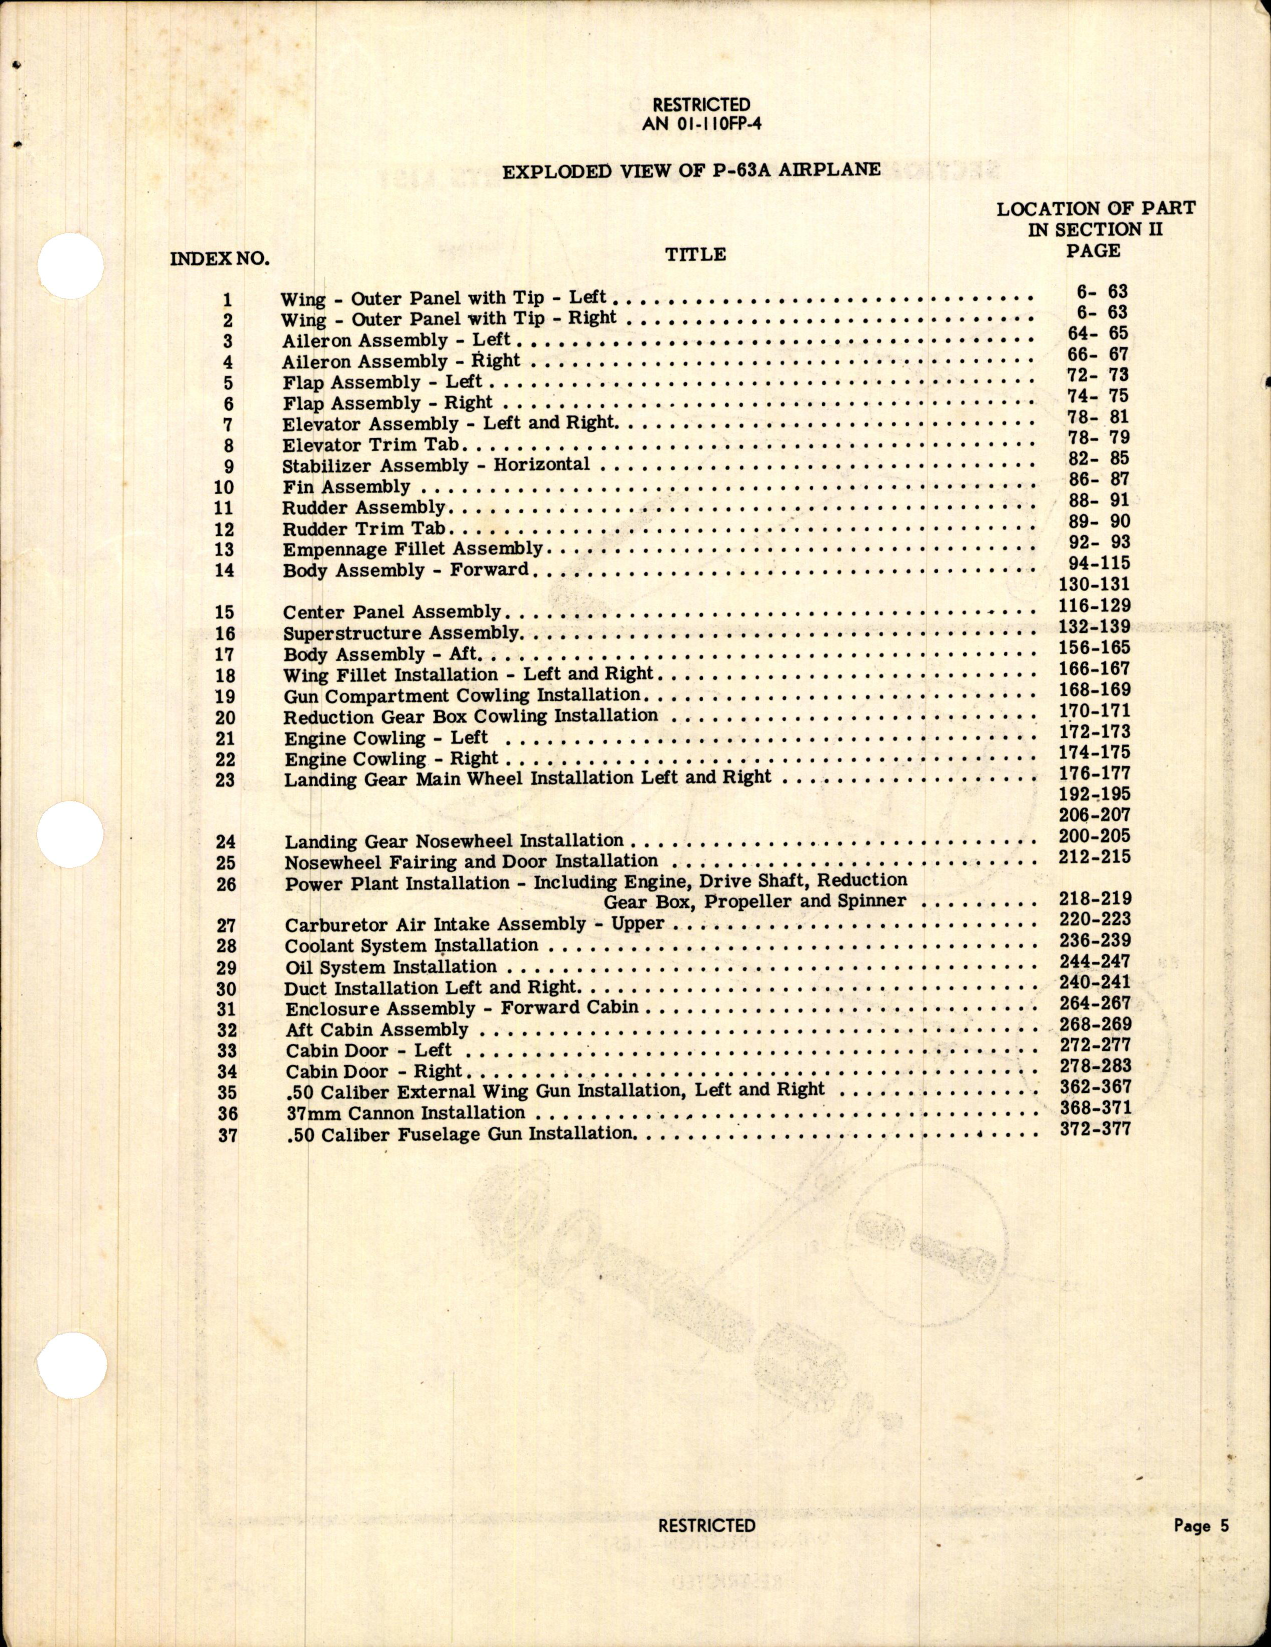 RESTRICTED
AN 01-110FP-4
EXPLODED VIEW OF P-63A AIRPLANE
LOCATION OF PART
IN SECTION II
INDEX NO. TITLE PAGE
1 Wing - Outer Panel with Tip - Left . . . . . . . . . . 6- 63
2 Wing - Outer Panel with Tip - Right . . . . . . . . . . 6- 63
3 Aileron Assembly - Left . . . . . . . . . . 64- 65
4 Aileron Assembly - Right . . . . . . . . . . 66- 67
5 Flap Assembly - Left . . . . . . . . . . 72- 73
6 Flap Assembly - Right . . . . . . . . . . 74- 75
7 Elevator Assembly - Left and Right . . . . . . . . . . 78- 81
8 Elevator Trim Tab . . . . . . . . . . 78- 79
9 Stabilizer Assembly - Horizontal . . . . . . . . . . 82- 85
10 Fin Assembly . . . . . . . . . . 86- 87
11 Rudder Assembly . . . . . . . . . . 88- 91
12 Rudder Trim Tab . . . . . . . . . . 89- 90
13 Empennage Fillet Assembly . . . . . . . . . . 92- 93
14 Body Assembly - Forward . . . . . . . . . . 94-115
130-131
15 Center Panel Assembly . . . . . . . . . . 116-129
16 Superstructure Assembly . . . . . . . . . . 132-139
17 Body Assembly - Aft . . . . . . . . . . 156-165
18 Wing Fillet Installation - Left and Right . . . . . . . . . . 166-167
19 Gun Compartment Cowling Installation . . . . . . . . . . 168-169
20 Reduction Gear Box Cowling Installation . . . . . . . . . . 170-171
21 Engine Cowling - Left . . . . . . . . . . 172-173
22 Engine Cowling - Right . . . . . . . . . . 174-175
23 Landing Gear Main Wheel Installation Left and Right . . . . . . . . . . 176-177
192-195
206-207
24 Landing Gear Nosewheel Installation . . . . . . . . . . 200-205
25 Nosewheel Fairing and Door Installation . . . . . . . . . . 212-215
26 Power Plant Installation - Including Engine, Drive Shaft, Reduction
Gear Box, Propeller and Spinner . . . . . . . . . 218-219
27 Carburetor Air Intake Assembly - Upper . . . . . . . . . . 220-223
28 Coolant System Installation . . . . . . . . . . 236-239
29 Oil System Installation . . . . . . . . . . 244-247
30 Duct Installation Left and Right . . . . . . . . . . 240-241
31 Enclosure Assembly - Forward Cabin . . . . . . . . . . 264-267
32 Aft Cabin Assembly . . . . . . . . . . 268-269
33 Cabin Door - Left . . . . . . . . . . 272-277
34 Cabin Door - Right . . . . . . . . . . 278-283
35 .50 Caliber External Wing Gun Installation, Left and Right . . . . . . . . . . 362-367
36 37mm Cannon Installation . . . . . . . . . . 368-371
37 .50 Caliber Fuselage Gun Installation . . . . . . . . . . 372-377
RESTRICTED
Page 5